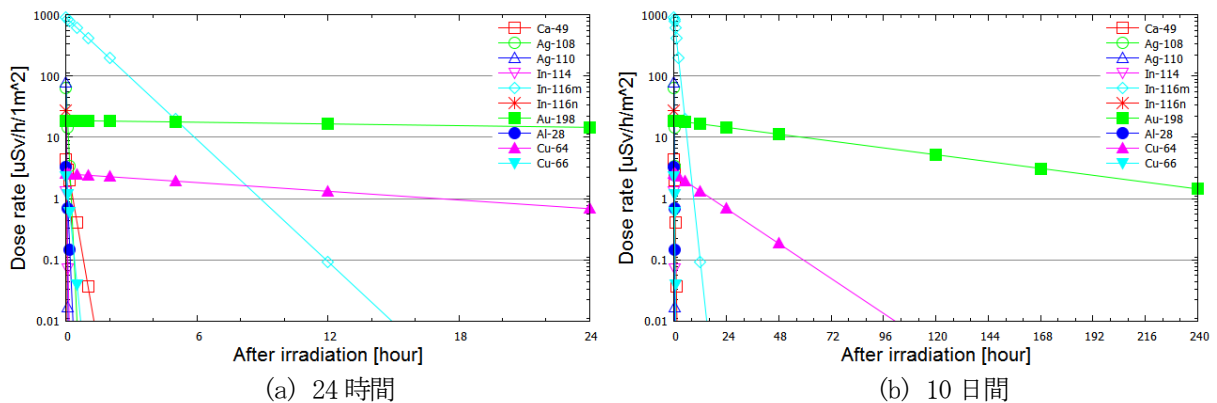 1000
100
10
1
0.1
0.01
Dose rate [uSv/h/1m^2]
0
6
12
18
24
After irradiation [hour]
Ca-49
Ag-108
Ag-110
In-114
In-116m
In-116n
Au-198
Al-28
Cu-64
Cu-66
(a) 24 時間
1000
100
10
1
0.1
0.01
Dose rate [uSv/h/1m^2]
0
24
48
72
96
120
144
168
192
216
240
After irradiation [hour]
Ca-49
Ag-108
Ag-110
In-114
In-116m
In-116n
Au-198
Al-28
Cu-64
Cu-66
(b) 10 日間